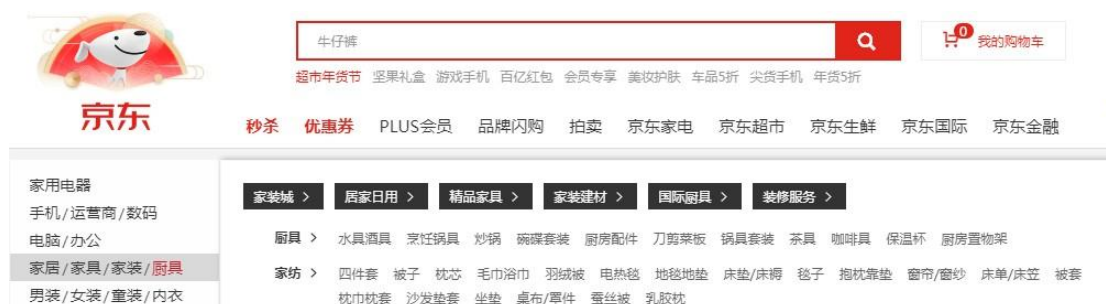 牛仔裤
0
我的购物车
超市年货节 坚果礼盒 游戏手机 百亿红包 会员专享 美妆护肤 车品5折 尖货手机 年货5折
京东
秒杀 优惠券 PLUS会员 品牌闪购 拍卖 京东家电 京东超市 京东生鲜 京东国际 京东金融
家用电器
手机/运营商/数码
电脑/办公
家居/家具/家装/厨具
男装/女装/童装/内衣
家装城 > 居家日用 > 精品家具 > 家装建材 > 国际厨具 > 装修服务 >
厨具 > 水具酒具 烹饪锅具 炒锅 碗碟套装 厨房配件 刀剪菜板 锅具套装 茶具 咖啡具 保温杯 厨房置物架
家纺 > 四件套 被子 枕芯 毛巾浴巾 羽绒被 电热毯 地毯地垫 床垫/床褥 毯子 抱枕靠垫 窗帘/窗纱 床单/床笠 被套
枕巾枕套 沙发垫套 坐垫 桌布/罩件 蚕丝被 乳胶枕